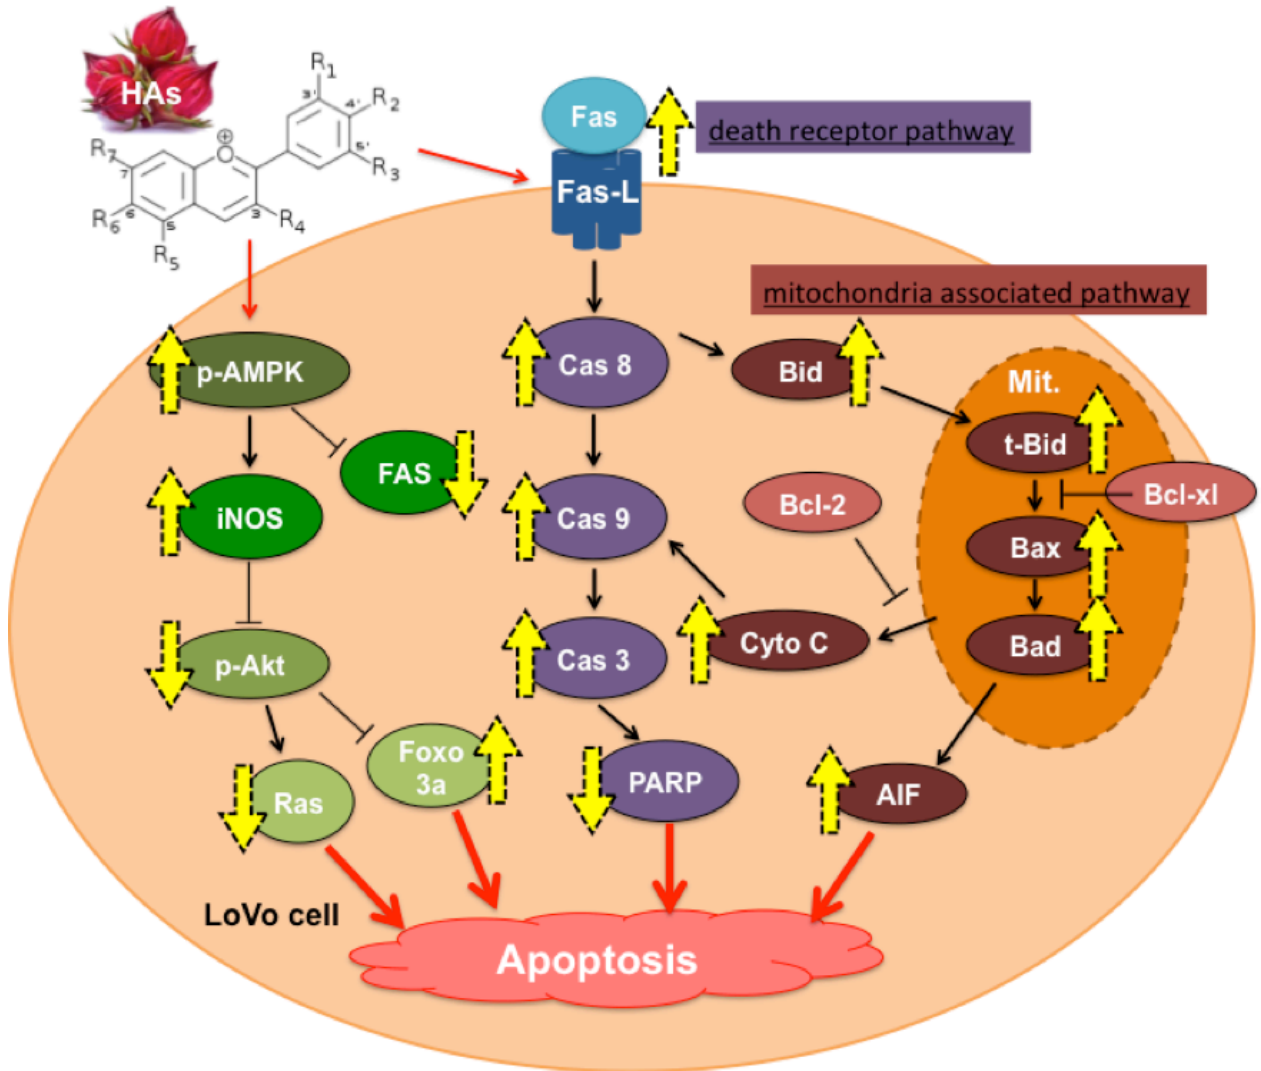 HAs
R1
3'
4'
R2
5'
R3
R7
7
O
⊕
6
R6
5
R5
3
R4
Fas
death receptor pathway
Fas-L
mitochondria associated pathway
p-AMPK
Cas 8
Bid
Mit.
t-Bid
FAS
iNOS
Cas 9
Bcl-2
Bcl-xl
Bax
p-Akt
Cas 3
Cyto C
Bad
Foxo
3a
Ras
PARP
AIF
LoVo cell
Apoptosis